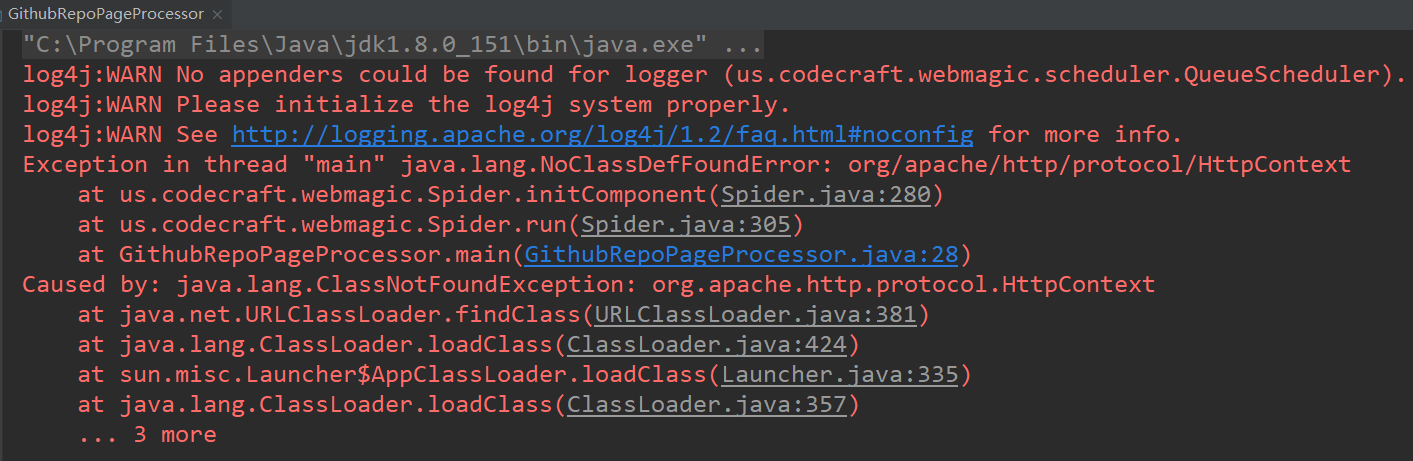 GithubRepoPageProcessor ×
"C:\Program Files\Java\jdk1.8.0_151\bin\java.exe" ...
log4j:WARN No appenders could be found for logger (us.codecraft.webmagic.scheduler.QueueScheduler).
log4j:WARN Please initialize the log4j system properly.
log4j:WARN See http://logging.apache.org/log4j/1.2/faq.html#noconfig for more info.
Exception in thread "main" java.lang.NoClassDefFoundError: org/apache/http/protocol/HttpContext
    at us.codecraft.webmagic.Spider.initComponent(Spider.java:280)
    at us.codecraft.webmagic.Spider.run(Spider.java:305)
    at GithubRepoPageProcessor.main(GithubRepoPageProcessor.java:28)
Caused by: java.lang.ClassNotFoundException: org.apache.http.protocol.HttpContext
    at java.net.URLClassLoader.findClass(URLClassLoader.java:381)
    at java.lang.ClassLoader.loadClass(ClassLoader.java:424)
    at sun.misc.Launcher$AppClassLoader.loadClass(Launcher.java:335)
    at java.lang.ClassLoader.loadClass(ClassLoader.java:357)
    ... 3 more